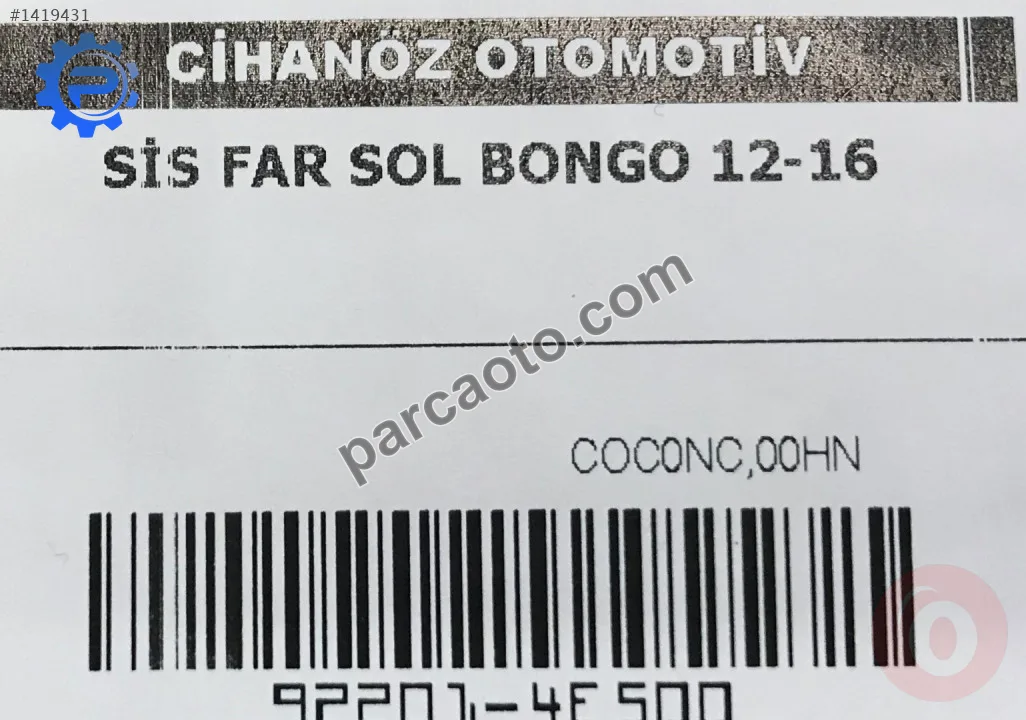 #1419431
CİHANÖZ OTOMOTİV
SİS FAR SOL BONGO 12-16
parcaoto.com
COC0NC,00HN
92201-4E500